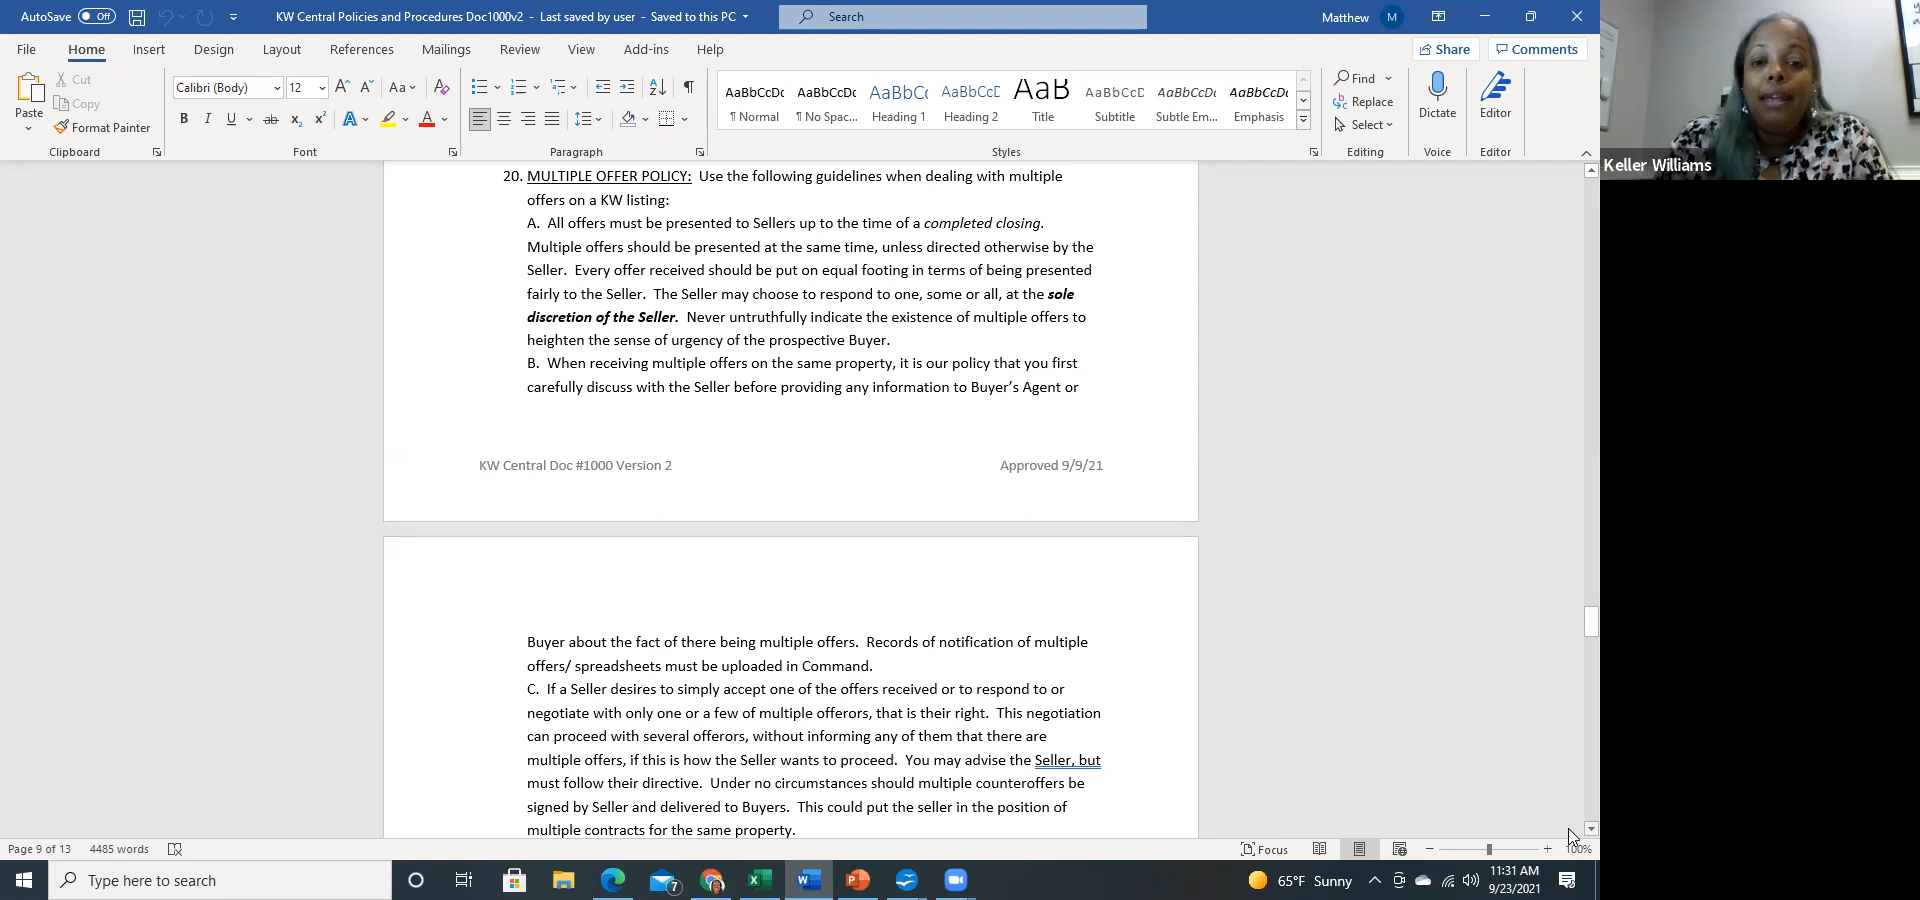 AutoSave Off KW Central Policies and Procedures Doc1000v2 - Last saved by user - Saved to this PC Search Matthew M
File Home Insert Design Layout References Mailings Review View Add-ins Help Share Comments
Paste Cut Copy Format Painter
Calibri (Body) 12
AaBbCcDc AaBbCcDc AaBbCc AaBbCcD AaB AaBbCcD AaBbCcDc AaBbCcDc
¶ Normal ¶ No Spac... Heading 1 Heading 2 Title Subtitle Subtle Em... Emphasis
Find Replace Select Dictate Editor
Clipboard Font Paragraph Styles Editing Voice Editor
Keller Williams
20. MULTIPLE OFFER POLICY: Use the following guidelines when dealing with multiple
offers on a KW listing:
A. All offers must be presented to Sellers up to the time of a completed closing.
Multiple offers should be presented at the same time, unless directed otherwise by the
Seller. Every offer received should be put on equal footing in terms of being presented
fairly to the Seller. The Seller may choose to respond to one, some or all, at the sole
discretion of the Seller. Never untruthfully indicate the existence of multiple offers to
heighten the sense of urgency of the prospective Buyer.
B. When receiving multiple offers on the same property, it is our policy that you first
carefully discuss with the Seller before providing any information to Buyer's Agent or
KW Central Doc #1000 Version 2 Approved 9/9/21
Buyer about the fact of there being multiple offers. Records of notification of multiple
offers/ spreadsheets must be uploaded in Command.
C. If a Seller desires to simply accept one of the offers received or to respond to or
negotiate with only one or a few of multiple offerors, that is their right. This negotiation
can proceed with several offerors, without informing any of them that there are
multiple offers, if this is how the Seller wants to proceed. You may advise the Seller, but
must follow their directive. Under no circumstances should multiple counteroffers be
signed by Seller and delivered to Buyers. This could put the seller in the position of
multiple contracts for the same property.
Page 9 of 13 4485 words Focus 100%
Type here to search 7 65°F Sunny 11:31 AM
9/23/2021